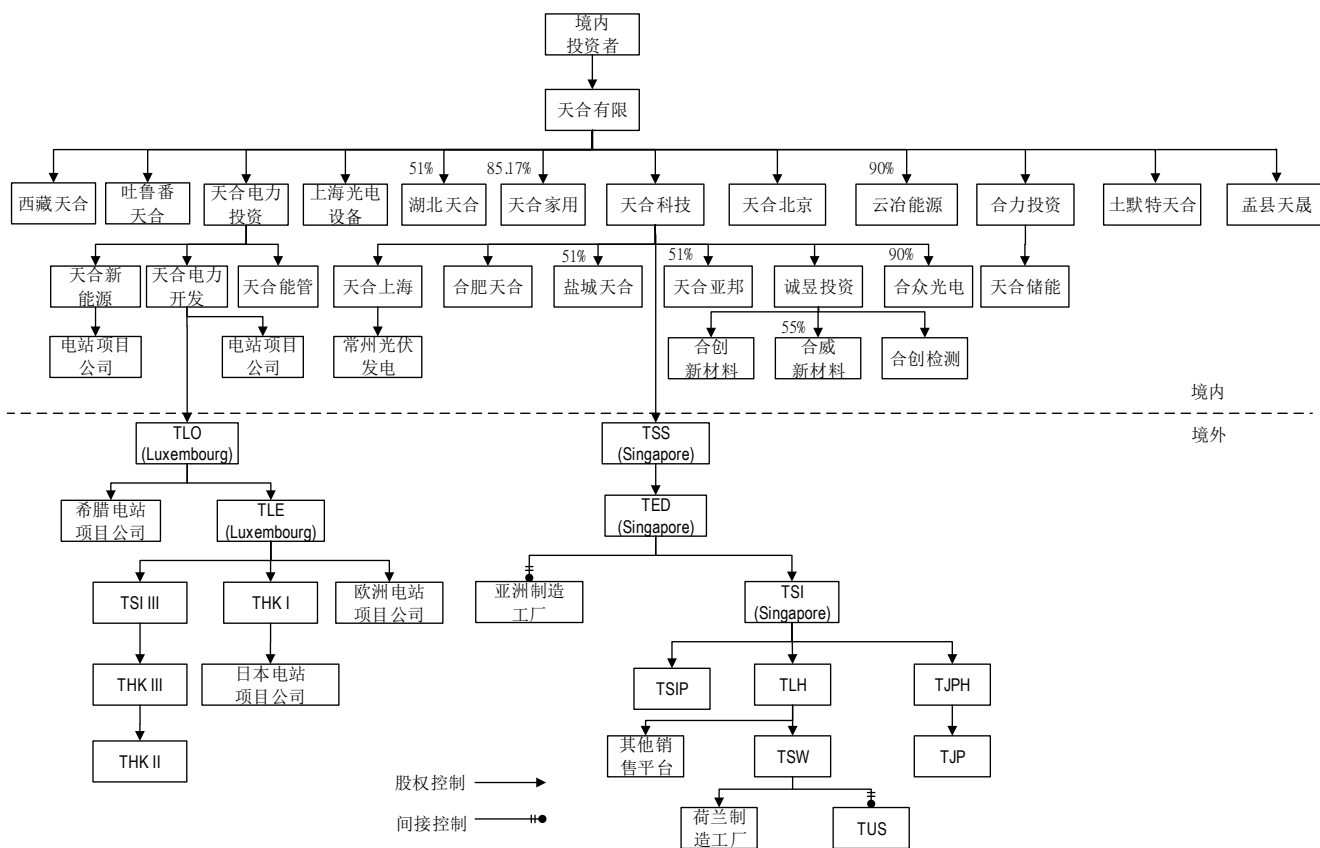 境内
投资者
天合有限
51%
85.17%
90%
西藏天合
吐鲁番
天合
天合电力
投资
上海光电
设备
湖北天合
天合家用
天合科技
天合北京
云冶能源
合力投资
土默特天合
盂县天晟
51%
51%
90%
天合新
能源
天合电力
开发
天合能管
天合上海
合肥天合
盐城天合
天合亚邦
诚昱投资
合众光电
天合储能
电站项目
公司
电站项目
公司
常州光伏
发电
合创
新材料
55%
合威
新材料
合创检测
境内
境外
TLO
(Luxembourg)
TSS
(Singapore)
希腊电站
项目公司
TLE
(Luxembourg)
TED
(Singapore)
TSI III
THK I
欧洲电站
项目公司
亚洲制造
工厂
TSI
(Singapore)
THK III
日本电站
项目公司
TSIP
TLH
TJPH
THK II
其他销
售平台
TSW
TJP
股权控制
间接控制
荷兰制
造工厂
TUS